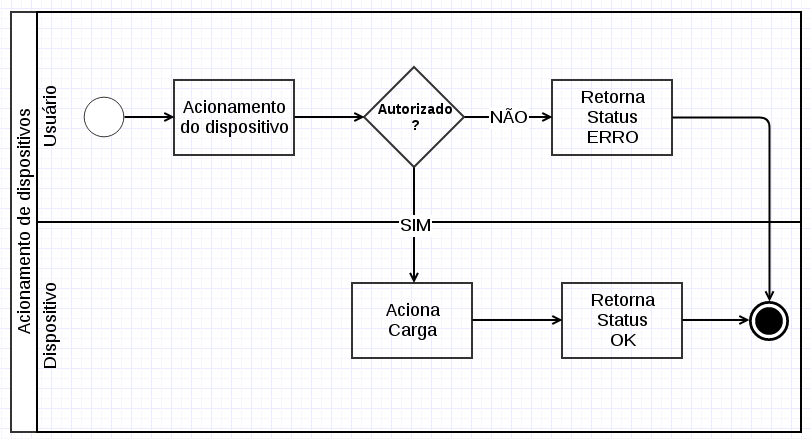 Acionamento de dispositivos
Usuário
Acionamento
do dispositivo
Autorizado
?
NÃO
Retorna
Status
ERRO
SIM
Dispositivo
Aciona
Carga
Retorna
Status
OK